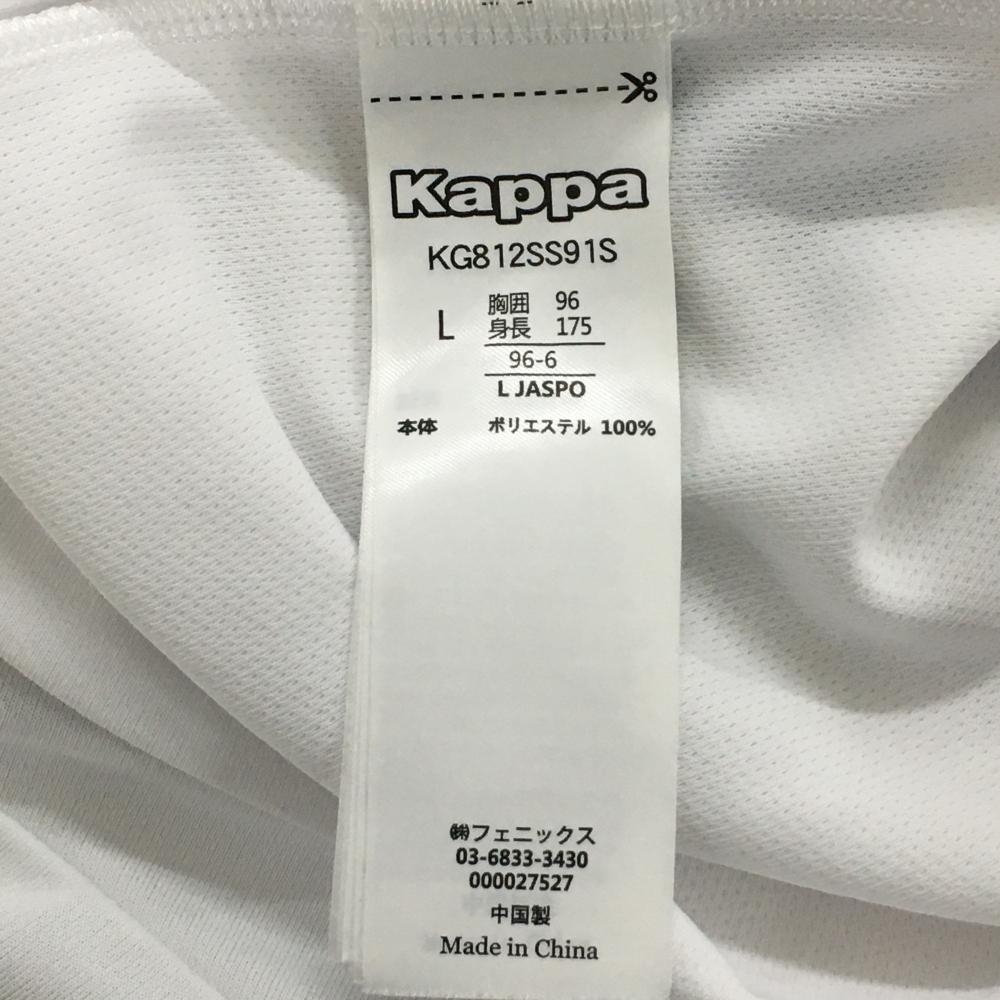 Kappa
KG812SS91S
L 胸囲 96
身長 175
96-6
L JASPO
本体 ポリエステル 100%
㈱フェニックス
03-6833-3430
000027527
中国製
Made in China